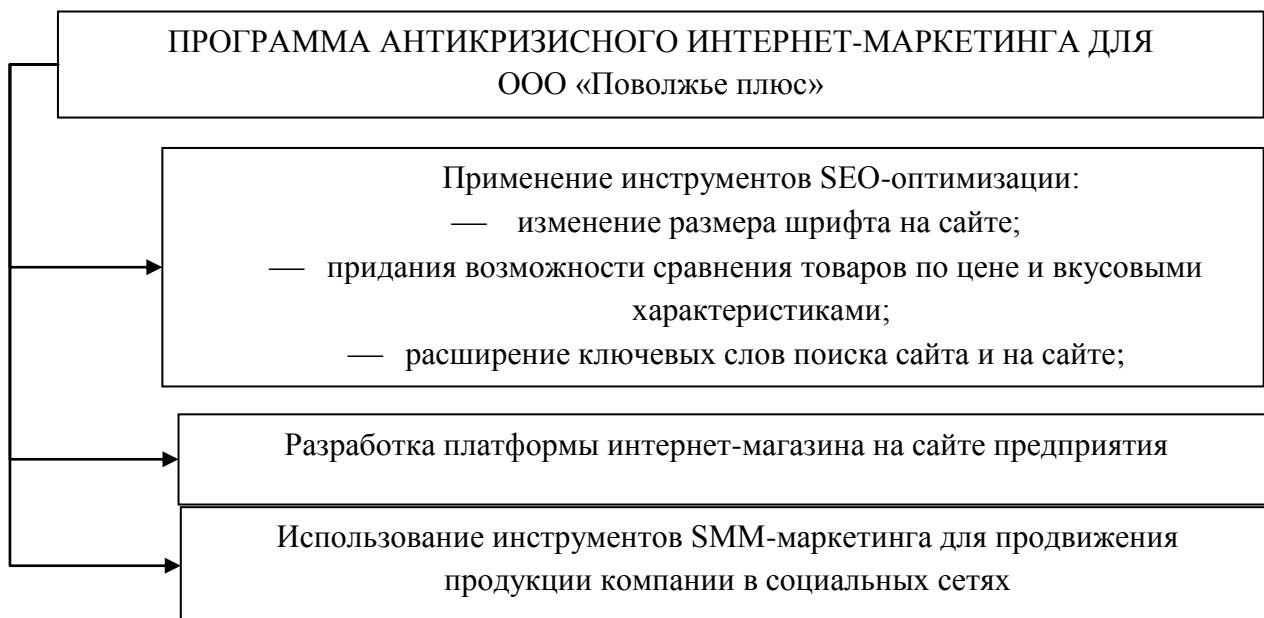 ПРОГРАММА АНТИКРИЗИСНОГО ИНТЕРНЕТ-МАРКЕТИНГА ДЛЯ
ООО «Поволжье плюс»
Применение инструментов SEO-оптимизации:
— изменение размера шрифта на сайте;
— придания возможности сравнения товаров по цене и вкусовыми
характеристиками;
— расширение ключевых слов поиска сайта и на сайте;
Разработка платформы интернет-магазина на сайте предприятия
Использование инструментов SMM-маркетинга для продвижения
продукции компании в социальных сетях